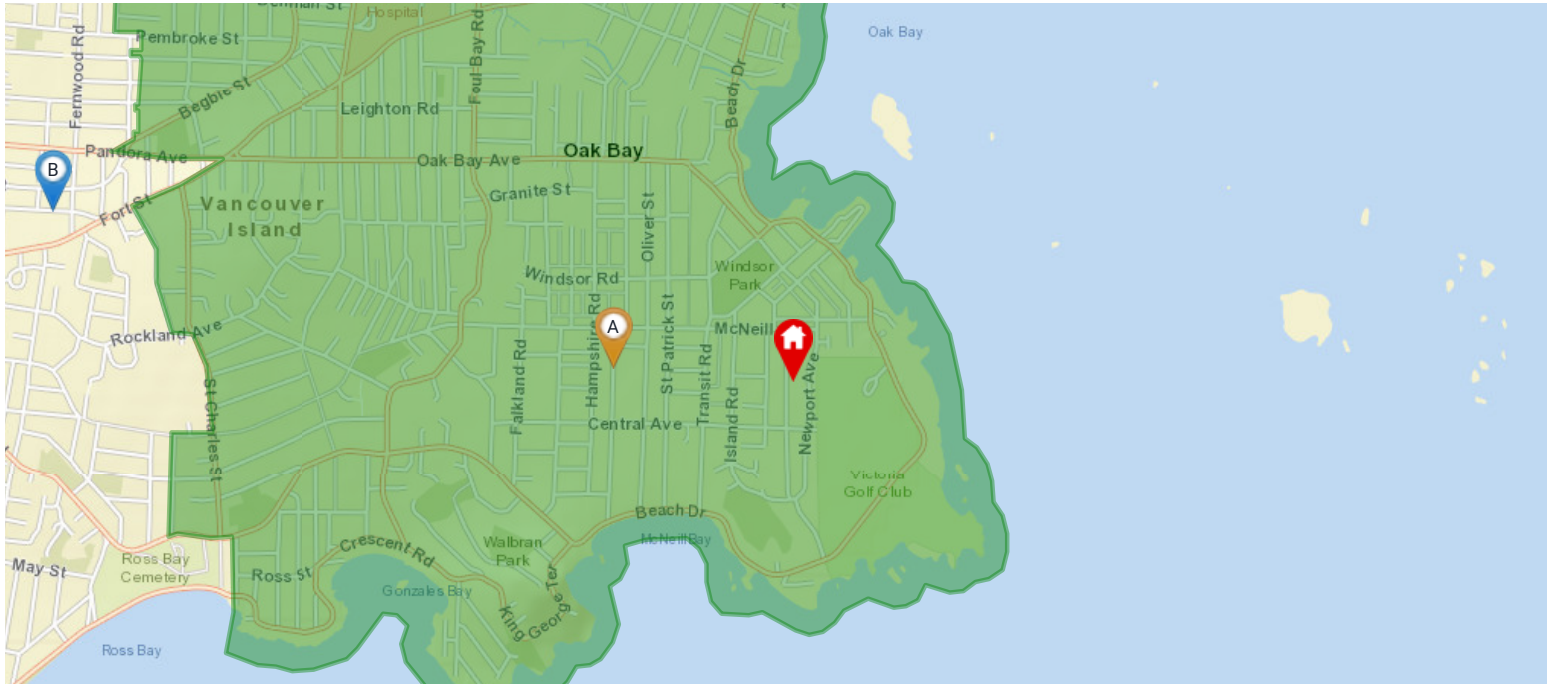 Denman St
Hospital
Oak Bay
Fernwood Rd
Pembroke St
Foul Bay Rd
Beach Dr
Begbie St
Leighton Rd
Pandora Ave
Oak Bay Ave
Oak Bay
B
Fort St
Vancouver
Island
Granite St
Oliver St
Windsor Rd
Windsor
Park
Rockland Ave
Hampshire Rd
A
St Patrick St
McNeill
Falkland Rd
Transit Rd
Island Rd
Newport Ave
St Charles St
Central Ave
Victoria
Golf Club
Beach Dr
McNeill Bay
Walbran
Park
Crescent Rd
May St
Ross Bay
Cemetery
Ross St
Gonzales Bay
King
George Ter
Ross Bay